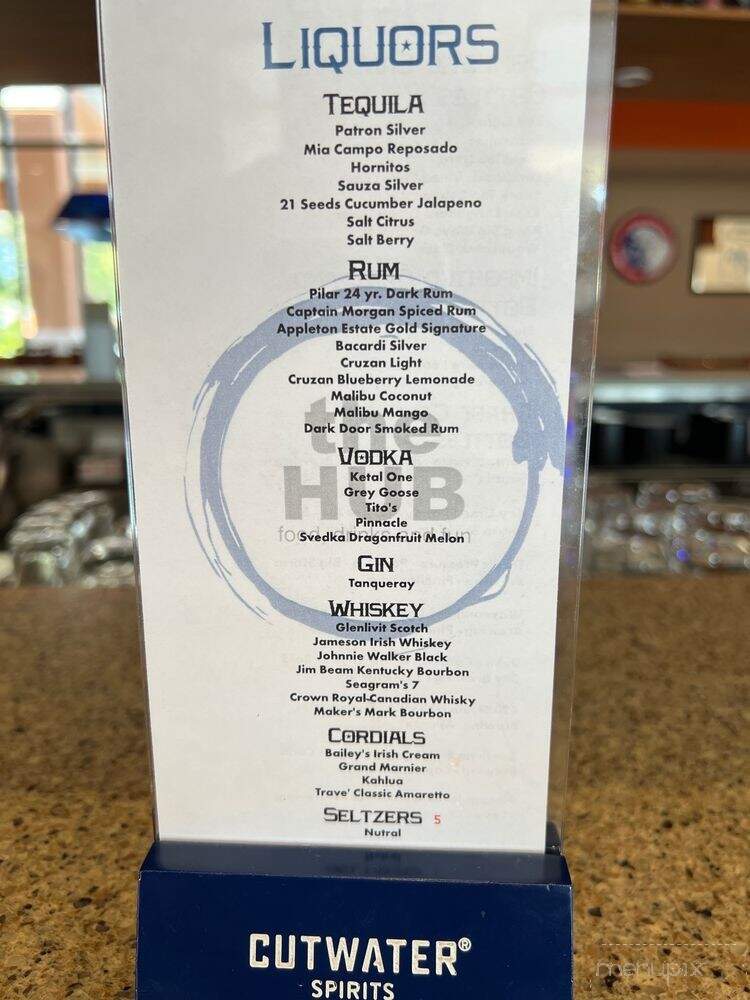 LIQUORS
TEQUILA
Patron Silver
Mia Campo Reposado
Hornitos
Sauza Silver
21 Seeds Cucumber Jalapeno
Salt Citrus
Salt Berry
RUM
Pilar 24 yr. Dark Rum
Captain Morgan Spiced Rum
Appleton Estate Gold Signature
Bacardi Silver
Cruzan Light
Cruzan Blueberry Lemonade
Malibu Coconut
Malibu Mango
Dark Door Smoked Rum
the
HUB
food, drinks and fun
VODKA
Ketal One
Grey Goose
Tito's
Pinnacle
Svedka Dragonfruit Melon
GIN
Tanqueray
WHISKEY
Glenlivit Scotch
Jameson Irish Whiskey
Johnnie Walker Black
Jim Beam Kentucky Bourbon
Seagram's 7
Crown Royal-Canadian Whisky
Maker's Mark Bourbon
CORDIALS
Bailey's Irish Cream
Grand Marnier
Kahlua
Trave' Classic Amaretto
SELTZERS 5
Nutral
CUTWATER®
SPIRITS
menupix